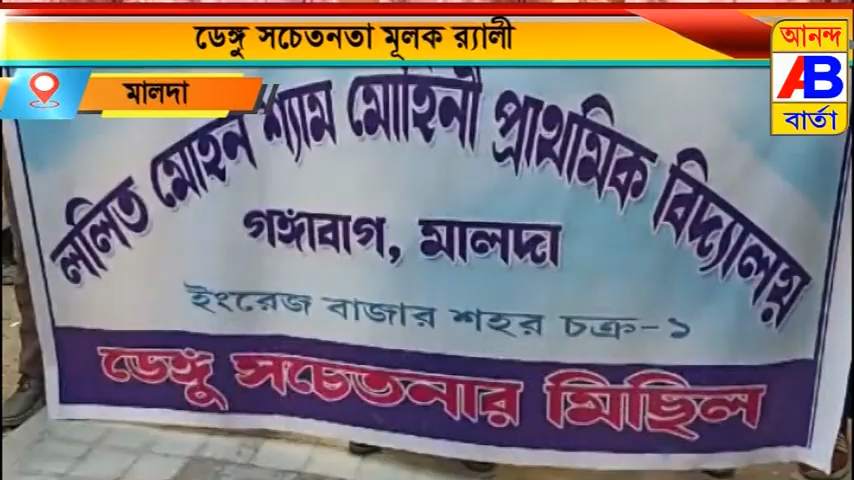 ডেঙ্গু সচেতনতা মূলক র‍্যালী
আনন্দ
AB
বার্তা
মালদা
ললিত মোহন শ্যাম মোহিনী প্রাথমিক বিদ্যালয়
গঙ্গাবাগ, মালদা
ইংরেজ বাজার শহর চক্র-১
ডেঙ্গু সচেতনার মিছিল